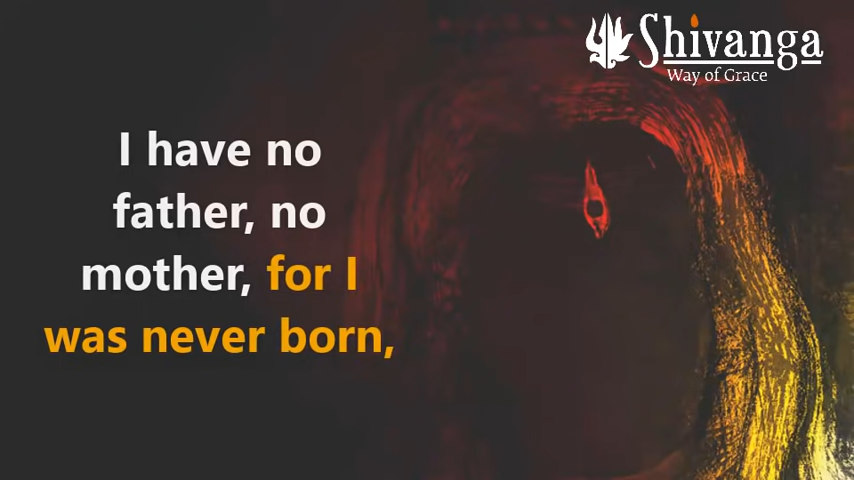 Shivanga
Way of Grace
I have no
father, no
mother, for I
was never born,